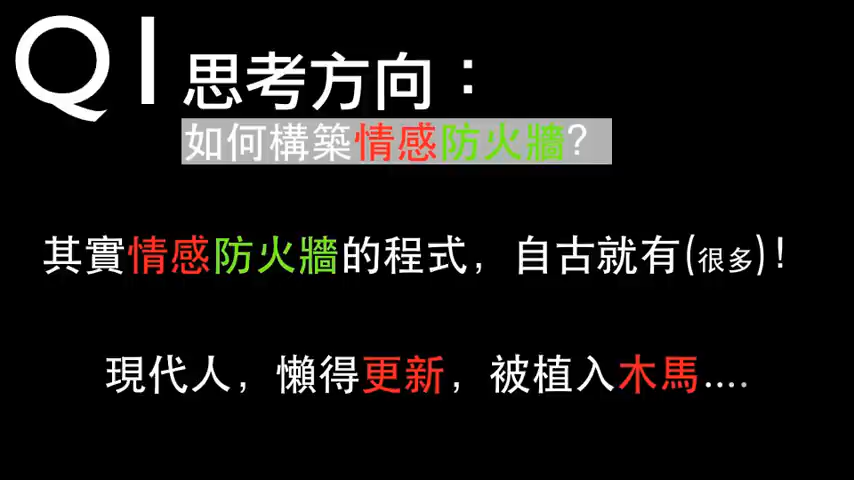 Q1 思考方向：
如何構築情感防火牆?
其實情感防火牆的程式，自古就有(很多)!
現代人，懶得更新，被植入木馬....